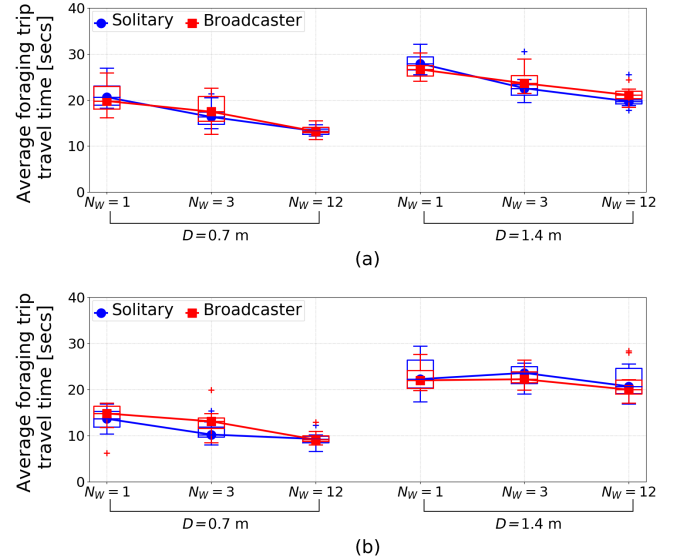 Average foraging trip
travel time [secs]
40
30
20
10
0
Solitary Broadcaster
N_W = 1 N_W = 3 N_W = 12 N_W = 1 N_W = 3 N_W = 12
D = 0.7 m D = 1.4 m
(a)
Average foraging trip
travel time [secs]
40
30
20
10
0
Solitary Broadcaster
N_W = 1 N_W = 3 N_W = 12 N_W = 1 N_W = 3 N_W = 12
D = 0.7 m D = 1.4 m
(b)